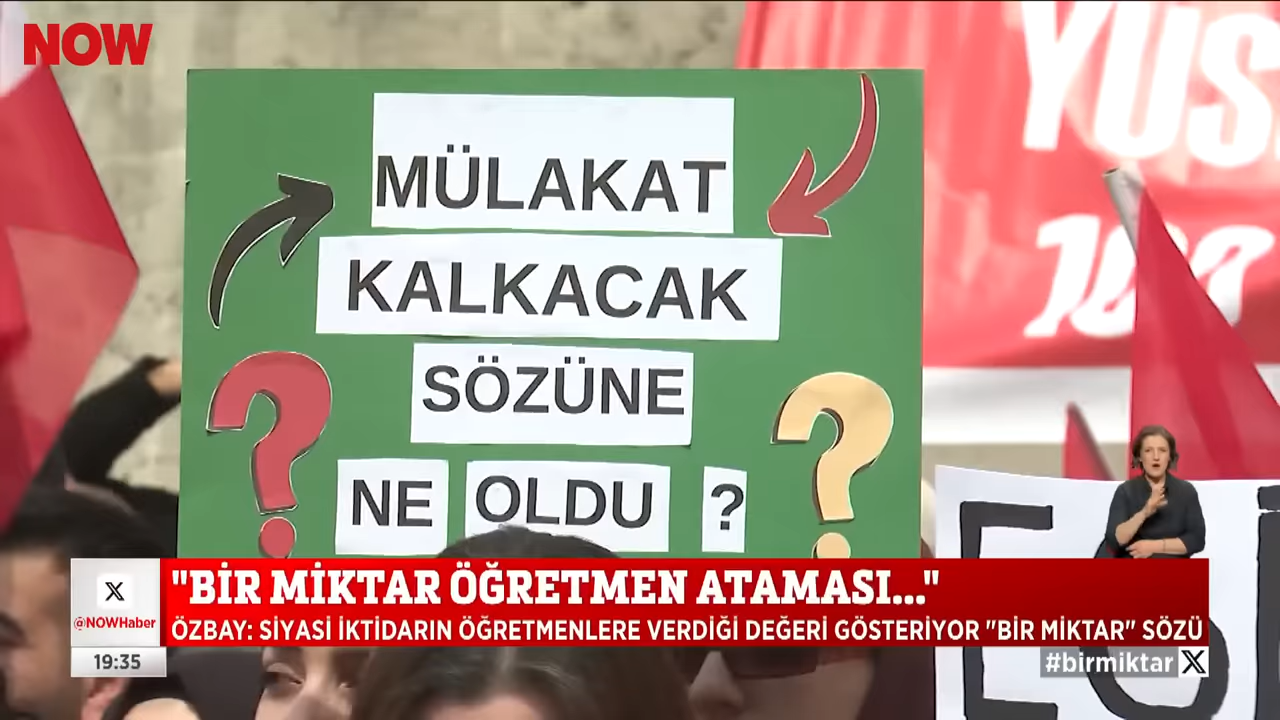 NOW
MÜLAKAT
KALKACAK
SÖZÜNE
NE OLDU ?
"BİR MİKTAR ÖĞRETMEN ATAMASI..."
@NOWHaber
ÖZBAY: SİYASİ İKTİDARIN ÖĞRETMENLERE VERDİĞİ DEĞERİ GÖSTERİYOR "BİR MİKTAR" SÖZÜ
19:35
#birmiktar X